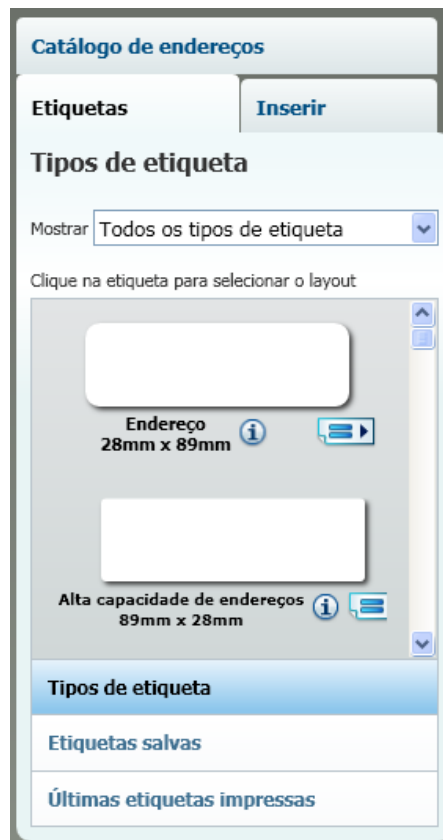 Catálogo de endereços
Etiquetas
Inserir
Tipos de etiqueta
Mostrar Todos os tipos de etiqueta
Clique na etiqueta para selecionar o layout
Endereço
28mm x 89mm
Alta capacidade de endereços
89mm x 28mm
Tipos de etiqueta
Etiquetas salvas
Últimas etiquetas impressas